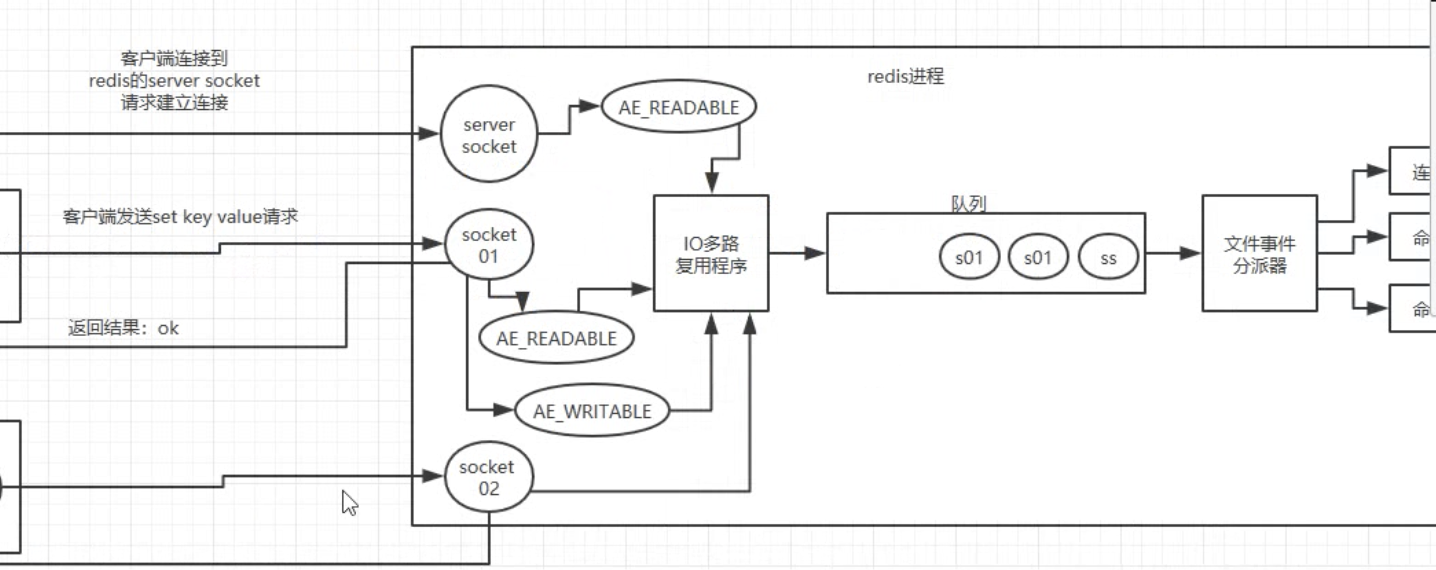 客户端连接到
redis的server socket
请求建立连接
redis进程
server
socket
AE_READABLE
客户端发送set key value请求
socket
01
IO多路
复用程序
队列
s01
s01
ss
文件事件
分派器
连
命
命
返回结果：ok
AE_READABLE
AE_WRITABLE
socket
02